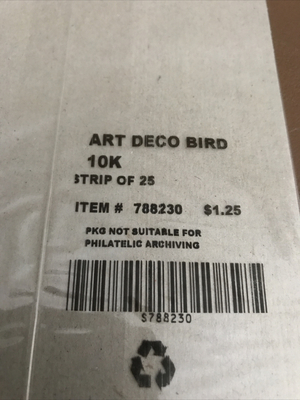 ART DECO BIRD
10K
STRIP OF 25
ITEM # 788230 $1.25
PKG NOT SUITABLE FOR
PHILATELIC ARCHIVING
S788230